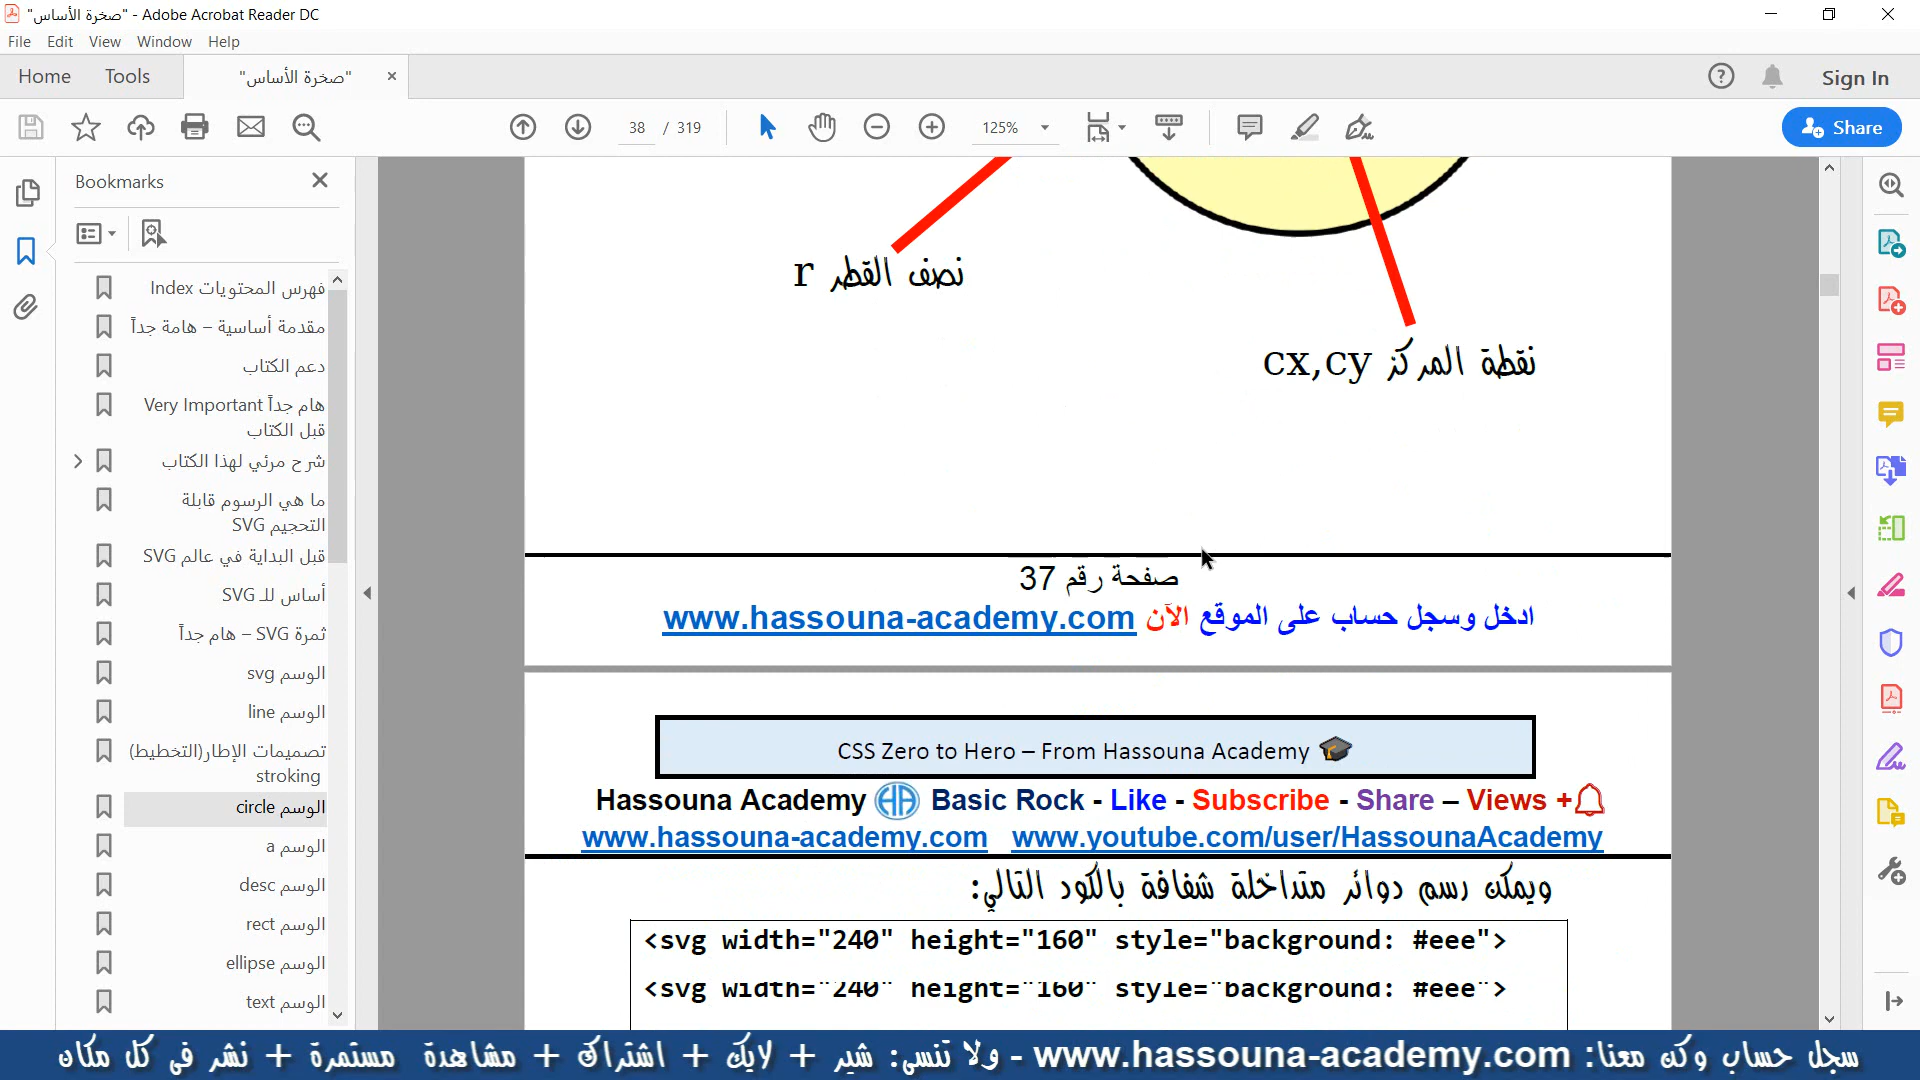 "صخرة الأساس" - Adobe Acrobat Reader DC
File Edit View Window Help
Home Tools "صخرة الأساس" Sign In
38 / 319 125% Share
Bookmarks
فهرس المحتويات Index
مقدمة أساسية – هامة جداً
دعم الكتاب
هام جداً Very Important
قبل الكتاب
شرح مرئي لهذا الكتاب
ما هي الرسوم قابلة
التحجيم SVG
قبل البداية في عالم SVG
أساس للـ SVG
ثمرة SVG – هام جداً
الوسم svg
الوسم line
تصميمات الإطار(التخطيط)
stroking
الوسم circle
الوسم a
الوسم desc
الوسم rect
الوسم ellipse
الوسم text
نصف القطر r
نقطة المركز cx,cy
صفحة رقم 37
ادخل وسجل حساب على الموقع الآن www.hassouna-academy.com
CSS Zero to Hero – From Hassouna Academy
Hassouna Academy HA Basic Rock - Like - Subscribe - Share – Views +
www.hassouna-academy.com www.youtube.com/user/HassounaAcademy
ويمكن رسم دوائر متداخلة شفافة بالكود التالي:
<svg width="240" height="160" style="background: #eee">
<svg width="240" height="160" style="background: #eee">
سجل حساب وكن معنا: www.hassouna-academy.com - ولا تنسى: شير + لايك + اشتراك + مشاهدة مستمرة + نشر في كل مكان